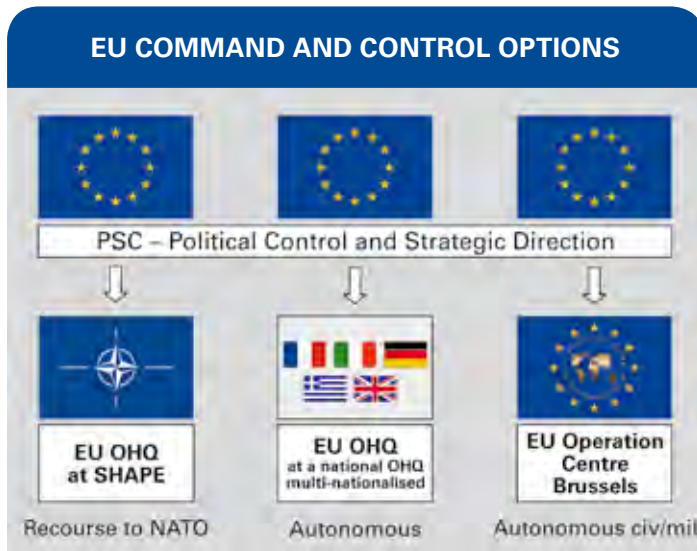 EU COMMAND AND CONTROL OPTIONS
PSC – Political Control and Strategic Direction
EU OHQ
at SHAPE
EU OHQ
at a national OHQ
multi-nationalised
EU Operation
Centre
Brussels
Recourse to NATO
Autonomous
Autonomous civ/mil